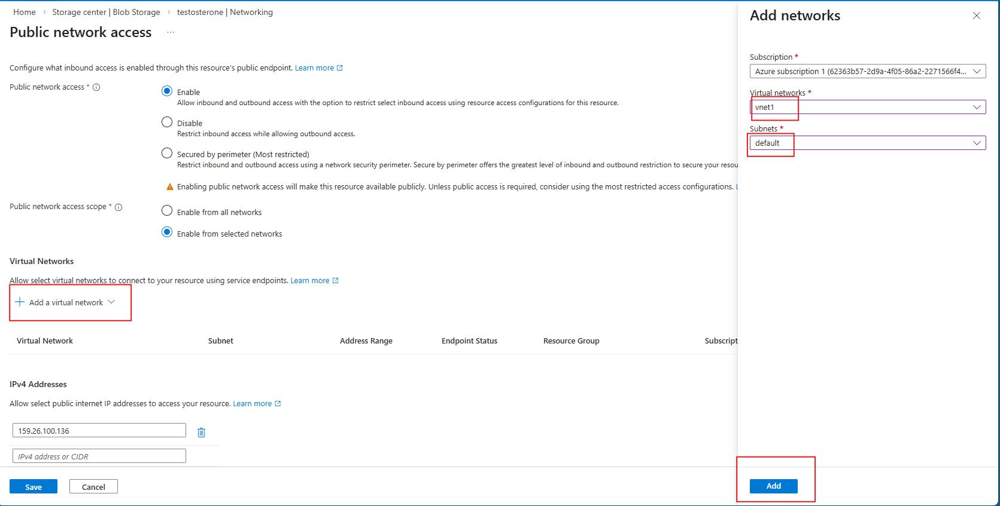 Home > Storage center | Blob Storage > testosterone | Networking
Public network access ...
Configure what inbound access is enabled through this resource's public endpoint. Learn more
Public network access *
Enable
Allow inbound and outbound access with the option to restrict select inbound access using resource access configurations for this resource.
Disable
Restrict inbound access while allowing outbound access.
Secured by perimeter (Most restricted)
Restrict inbound and outbound access using a network security perimeter. Secure by perimeter offers the greatest level of inbound and outbound restriction to secure your resou
Enabling public network access will make this resource available publicly. Unless public access is required, consider using the most restricted access configurations.
Public network access scope *
Enable from all networks
Enable from selected networks
Virtual Networks
Allow select virtual networks to connect to your resource using service endpoints. Learn more
+ Add a virtual network
Virtual Network Subnet Address Range Endpoint Status Resource Group Subscript
IPv4 Addresses
Allow select public internet IP addresses to access your resource. Learn more
159.26.100.136
IPv4 address or CIDR
Save Cancel
Add networks
Subscription *
Azure subscription 1 (62363b57-2d9a-4f05-86a2-2271566f4...
Virtual networks *
vnet1
Subnets *
default
Add